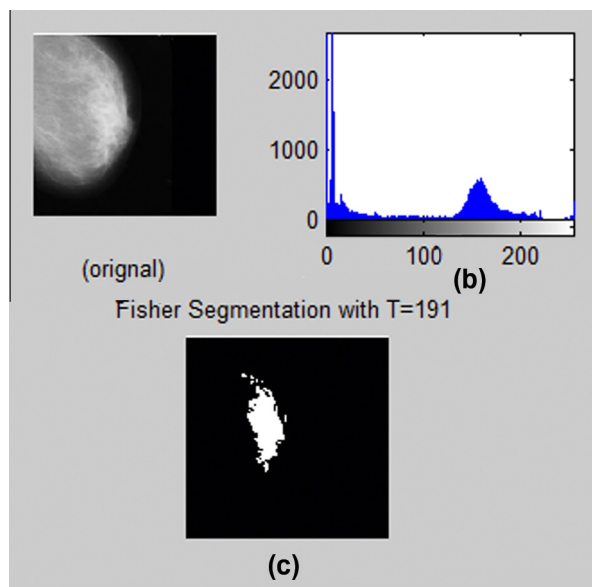 2000
1000
0
0 100 200
(orignal)
(b)
Fisher Segmentation with T=191
(c)